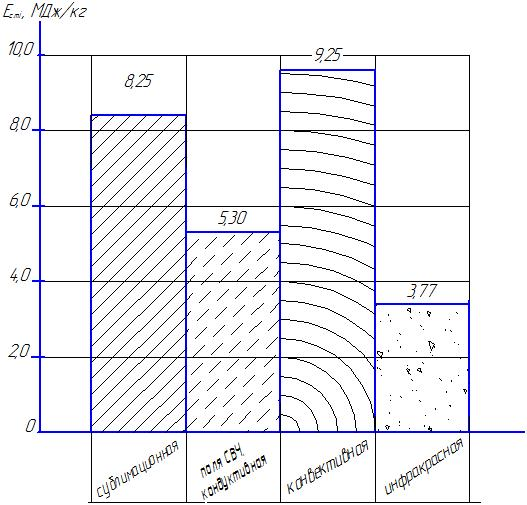 Ecmi, МДж/кг
10,0
9,25
8,25
8,0
6,0
5,30
4,0
3,77
2,0
0
сублимационная
поля СВЧ,
кондуктивная
конвективная
инфракрасная